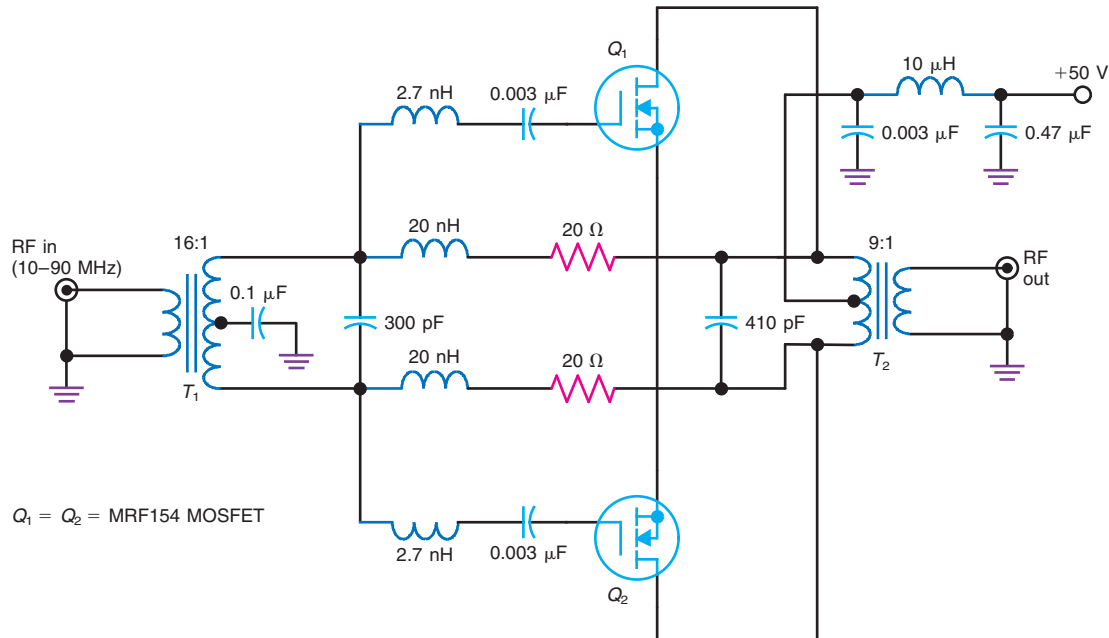 Q1
10 μH
+50 V
2.7 nH
0.003 μF
0.003 μF
0.47 μF
20 nH
20 Ω
RF in
(10–90 MHz)
16:1
9:1
RF
out
0.1 μF
300 pF
410 pF
20 nH
20 Ω
T1
T2
Q1 = Q2 = MRF154 MOSFET
2.7 nH
0.003 μF
Q2